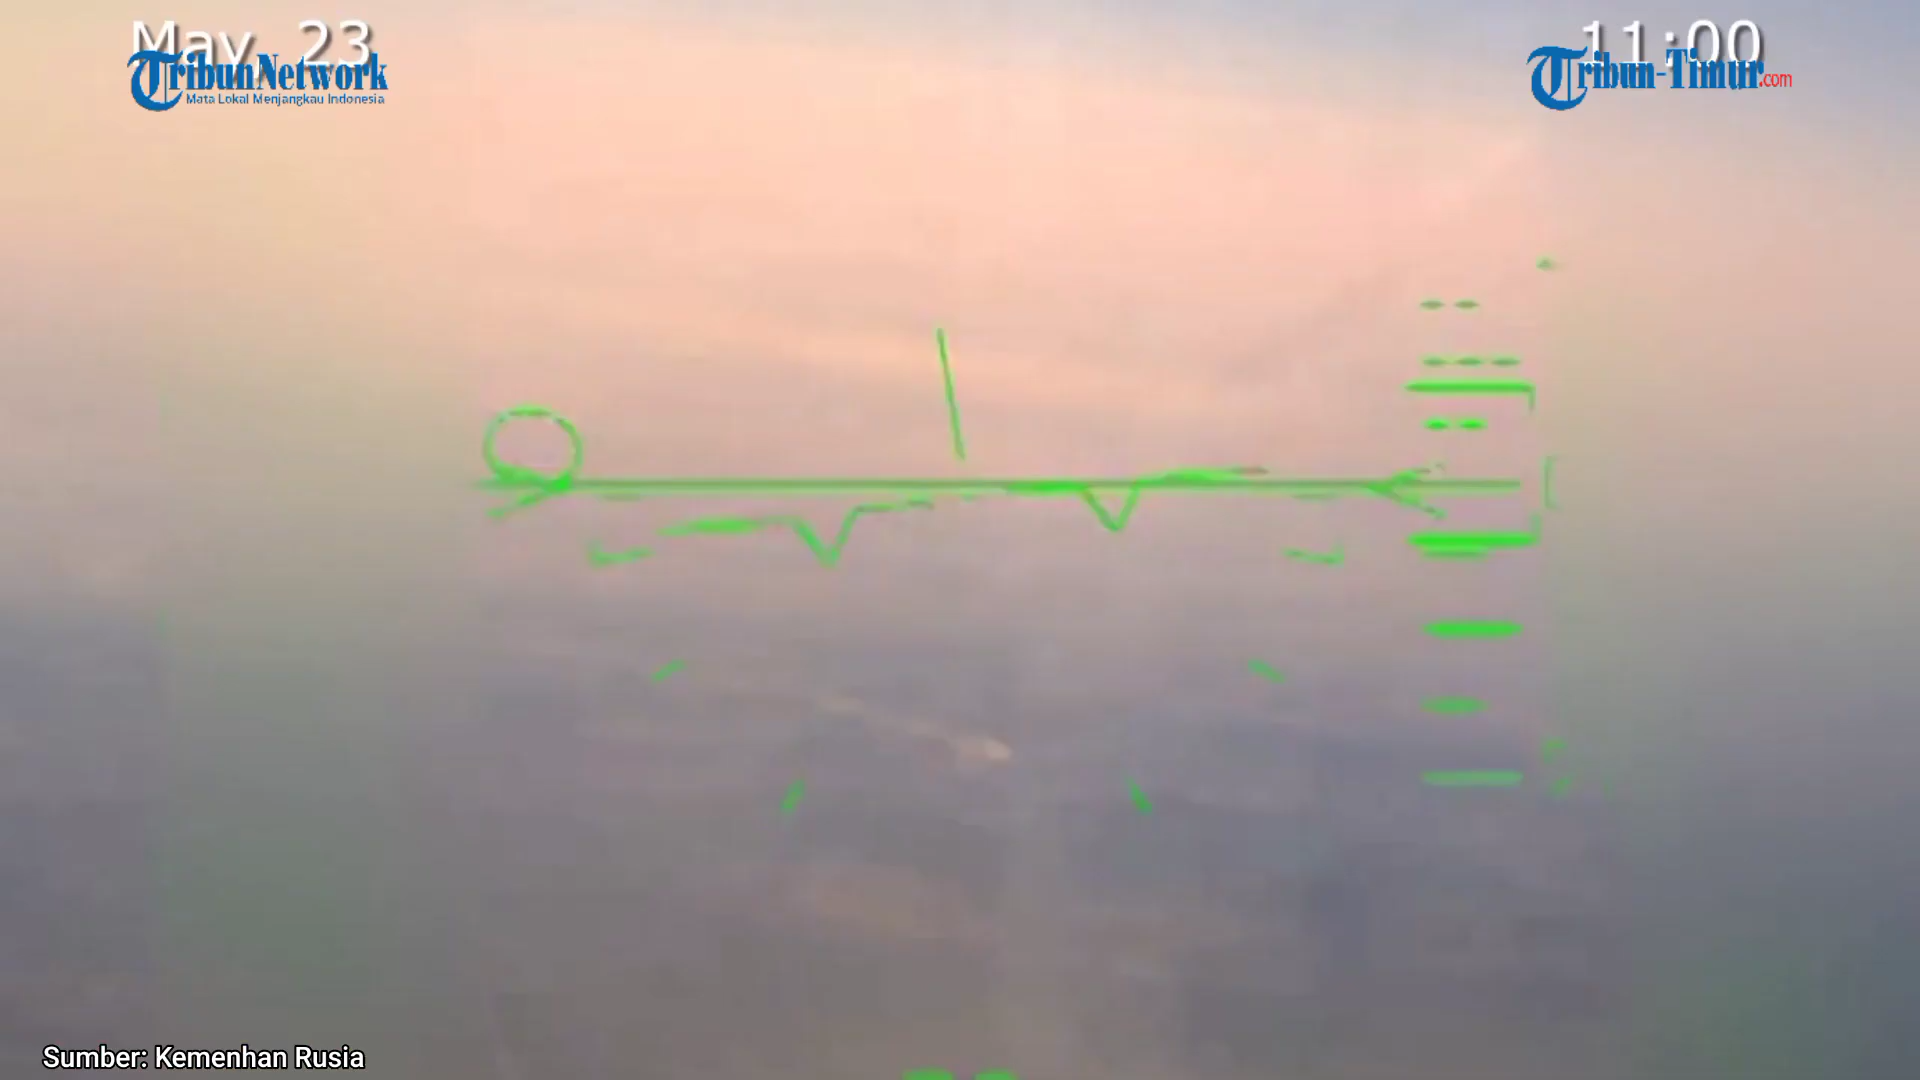 May, 23
11:00
TribunNetwork
Mata Lokal Menjangkau Indonesia
Tribun-Timur.com
Sumber: Kemenhan Rusia